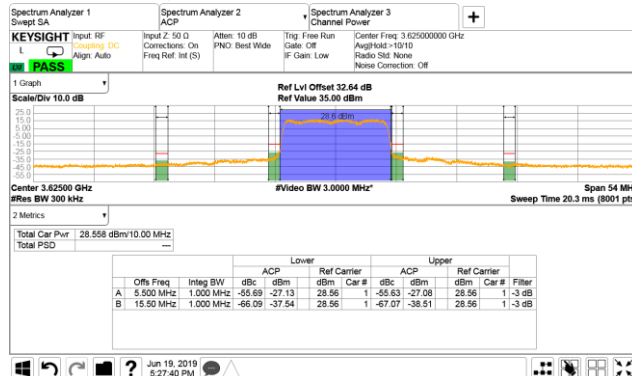 Spectrum Analyzer 1 Spectrum Analyzer 2 Spectrum Analyzer 3
Swept SA ACP Channel Power +
KEYSIGHT Input: RF Input Z: 50 Ω Atten: 10 dB Trig: Free Run Center Freq: 3.625000000 GHz
L Coupling: DC Corrections: On PNO: Best Wide Gate: Off Avg|Hold:>10/10
Align: Auto Freq Ref: Int (S) IF Gain: Low Radio Std: None
PASS Noise Correction: Off
1 Graph
Ref Lvl Offset 32.64 dB
Scale/Div 10.0 dB Ref Value 35.00 dBm
25.0 28.6 dBm
15.0
5.00
-5.00
-15.0
-25.0
-35.0
-45.0
-55.0
Center 3.62500 GHz #Video BW 3.0000 MHz* Span 54 MH
#Res BW 300 kHz Sweep Time 20.3 ms (8001 pts
2 Metrics
Total Car Pwr 28.558 dBm/10.00 MHz
Total PSD ---
Lower Upper
ACP Ref Carrier ACP Ref Carrier
Offs Freq Integ BW dBc dBm dBm Car # dBc dBm dBm Car # Filter
A 5.500 MHz 1.000 MHz -55.69 -27.13 28.56 1 -55.63 -27.08 28.56 1 -3 dB
B 15.50 MHz 1.000 MHz -66.09 -37.54 28.56 1 -67.07 -38.51 28.56 1 -3 dB
? Jun 19, 2019
5:27:40 PM